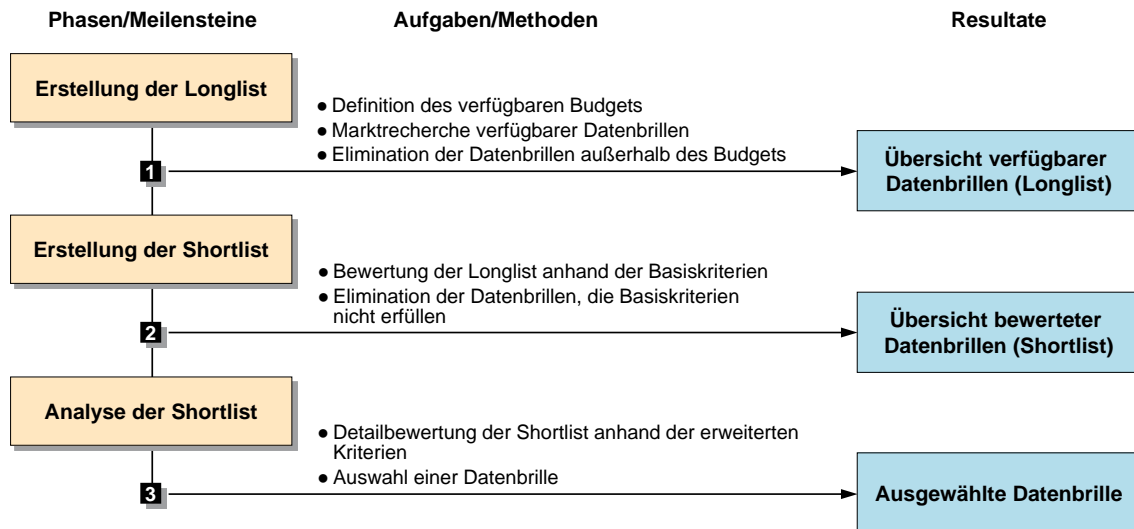 Phasen/Meilensteine
Aufgaben/Methoden
Resultate
Erstellung der Longlist
● Definition des verfügbaren Budgets
● Marktrecherche verfügbarer Datenbrillen
● Elimination der Datenbrillen außerhalb des Budgets
1
Übersicht verfügbarer
Datenbrillen (Longlist)
Erstellung der Shortlist
● Bewertung der Longlist anhand der Basiskriterien
● Elimination der Datenbrillen, die Basiskriterien
nicht erfüllen
2
Übersicht bewerteter
Datenbrillen (Shortlist)
Analyse der Shortlist
● Detailbewertung der Shortlist anhand der erweiterten
Kriterien
● Auswahl einer Datenbrille
3
Ausgewählte Datenbrille